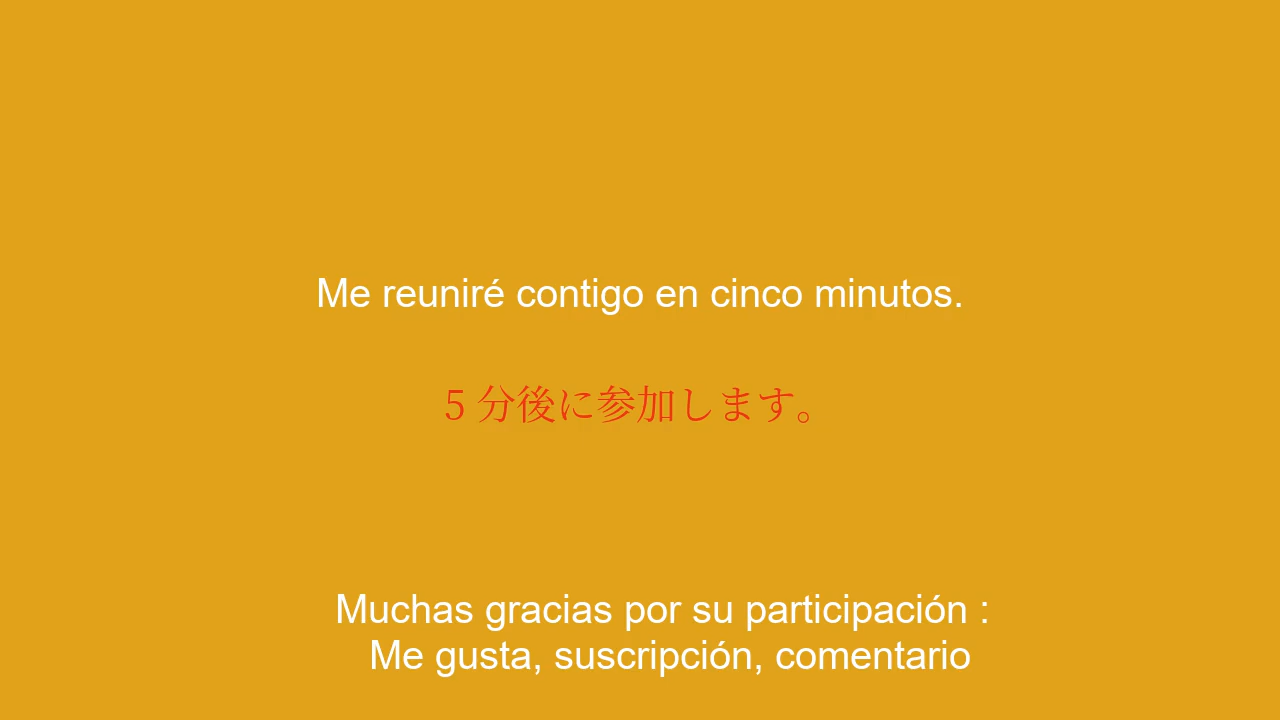 Me reuniré contigo en cinco minutos.
5 分後に参加します。
Muchas gracias por su participación :
Me gusta, suscripción, comentario